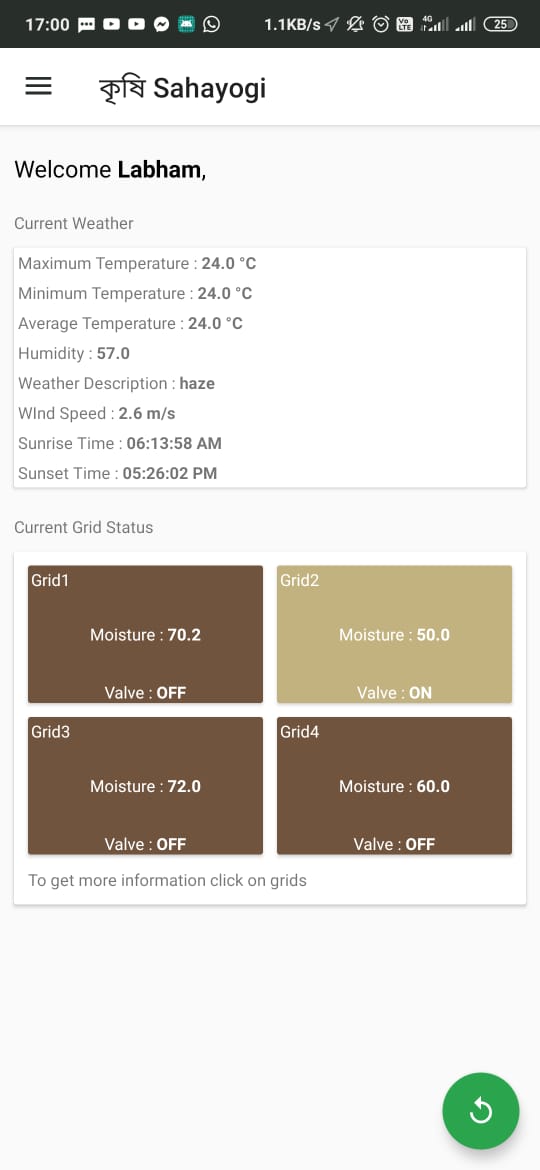 17:00 1.1KB/s Vo LTE 4G 25
কৃষি Sahayogi
Welcome Labham,
Current Weather
Maximum Temperature : 24.0 °C
Minimum Temperature : 24.0 °C
Average Temperature : 24.0 °C
Humidity : 57.0
Weather Description : haze
WInd Speed : 2.6 m/s
Sunrise Time : 06:13:58 AM
Sunset Time : 05:26:02 PM
Current Grid Status
Grid1
Moisture : 70.2
Valve : OFF
Grid2
Moisture : 50.0
Valve : ON
Grid3
Moisture : 72.0
Valve : OFF
Grid4
Moisture : 60.0
Valve : OFF
To get more information click on grids